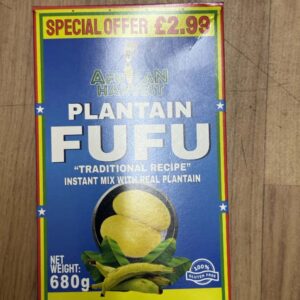 SPECIAL OFFER £2.99
AFRICAN
HARVEST
PLANTAIN
FUFU
"TRADITIONAL RECIPE"
INSTANT MIX WITH REAL PLANTAIN
NET
WEIGHT:
680g
100%
GLUTEN FREE